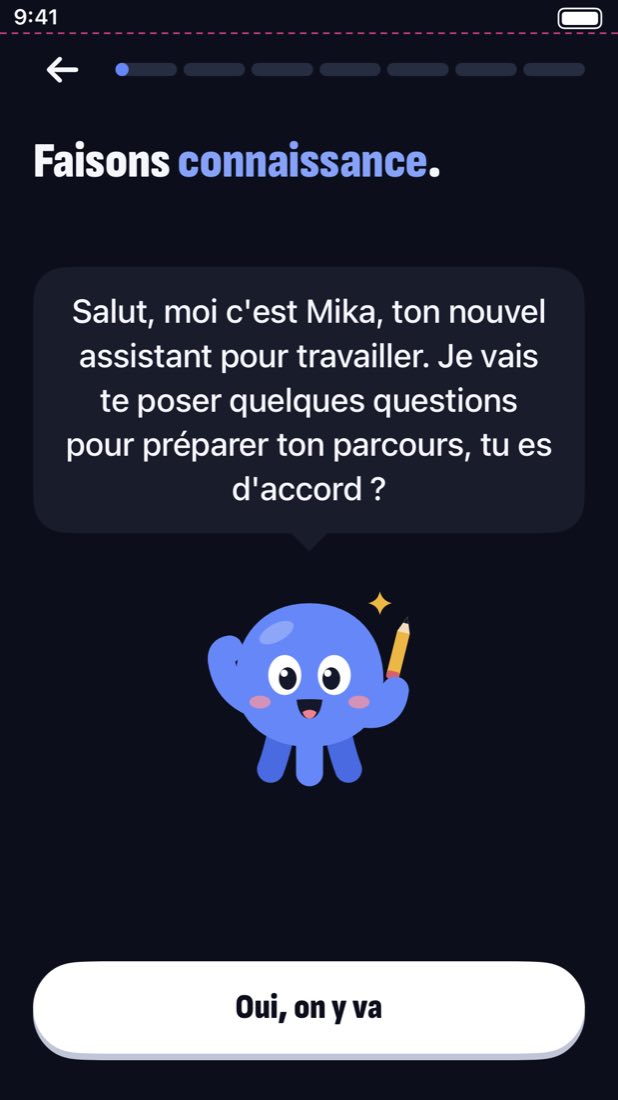 9:41
Faisons connaissance.
Salut, moi c'est Mika, ton nouvel
assistant pour travailler. Je vais
te poser quelques questions
pour préparer ton parcours, tu es
d'accord ?
Oui, on y va